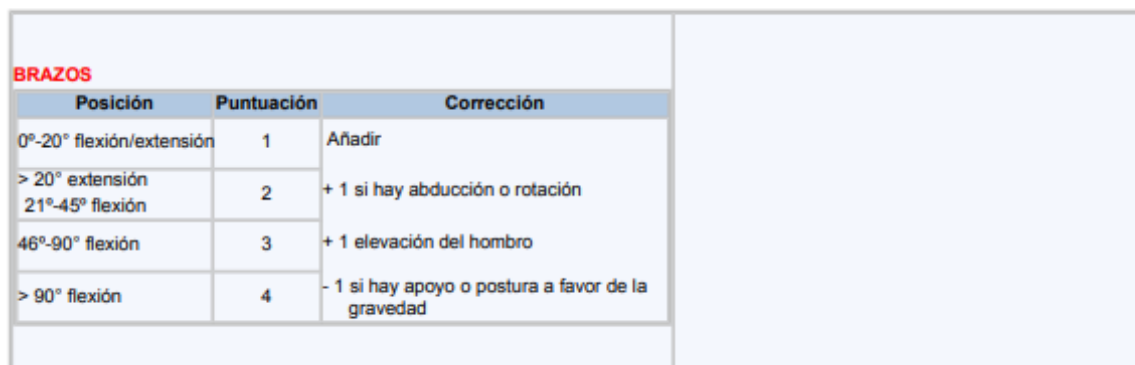 BRAZOS
Posición Puntuación Corrección
0º-20° flexión/extensión 1 Añadir
> 20° extensión
21º-45º flexión 2 + 1 si hay abducción o rotación
46º-90° flexión 3 + 1 elevación del hombro
> 90° flexión 4 - 1 si hay apoyo o postura a favor de la
gravedad